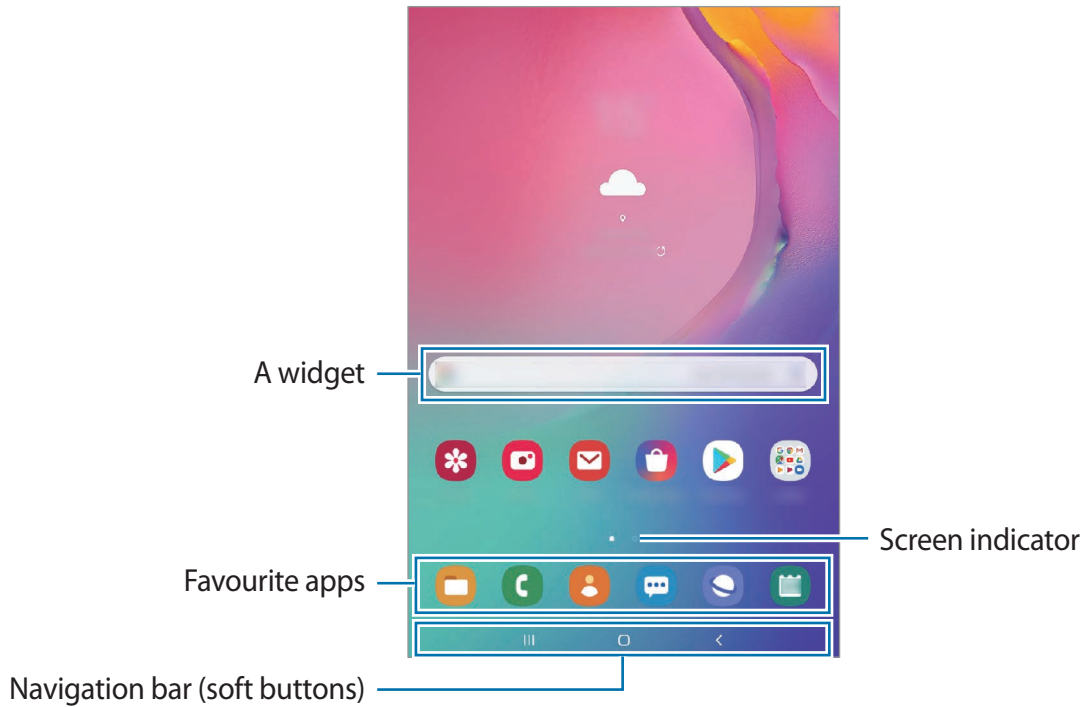 A widget
Screen indicator
Favourite apps
Navigation bar (soft buttons)